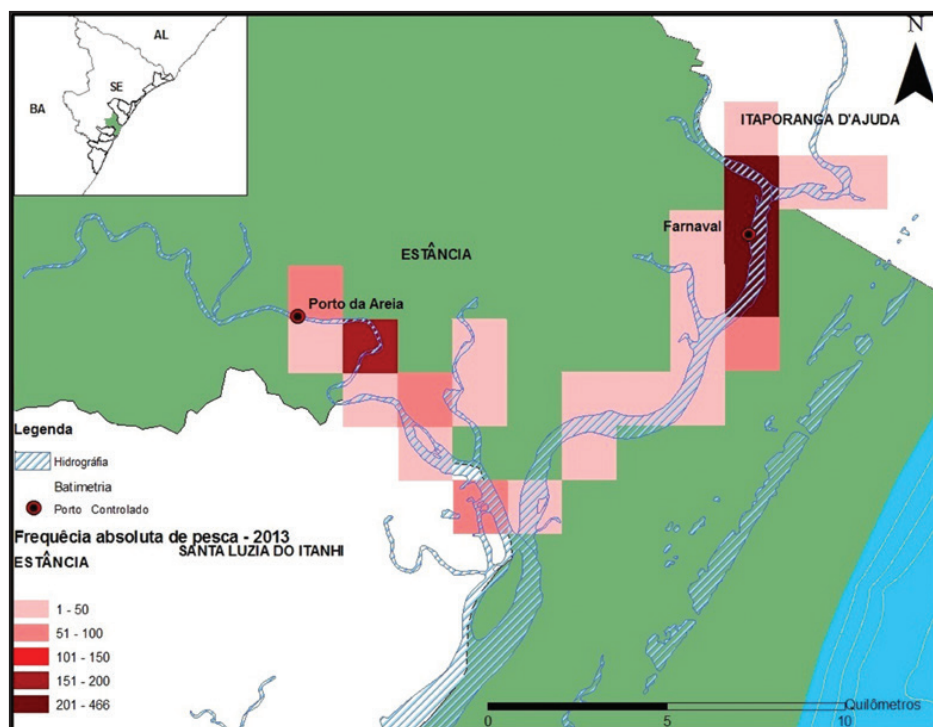 AL
SE
BA
N
ITAPORANGA D'AJUDA
Farnaval
ESTÂNCIA
Porto da Areia
Legenda
Hidrográfia
Batimetria
Porto Controlado
Frequêcia absoluta de pesca - 2013
SANTA LUZIA DO ITANHI
ESTÂNCIA
1 - 50
51 - 100
101 - 150
151 - 200
201 - 466
Quilômetros
0 5 10